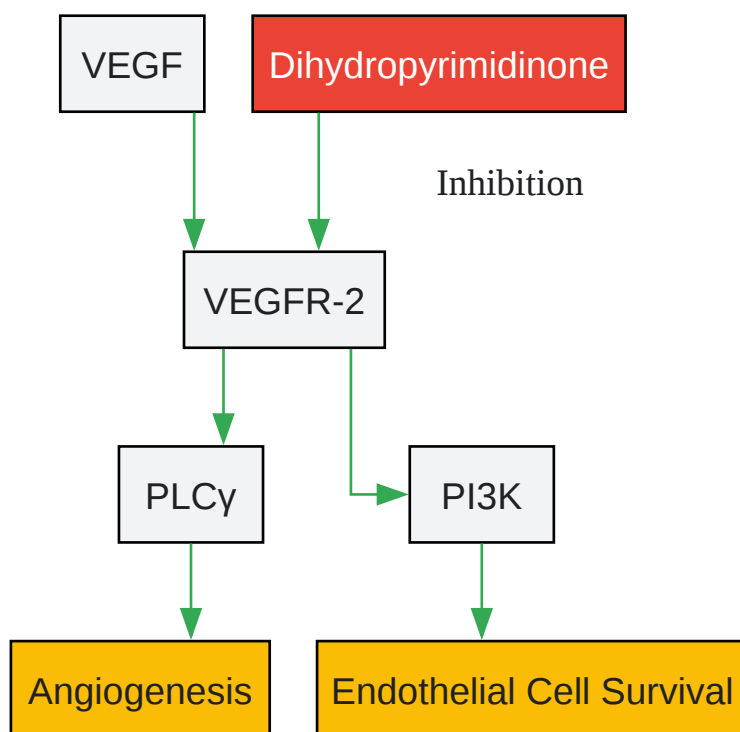 VEGF
Dihydropyrimidinone
Inhibition
VEGFR-2
PLCγ
PI3K
Angiogenesis
Endothelial Cell Survival